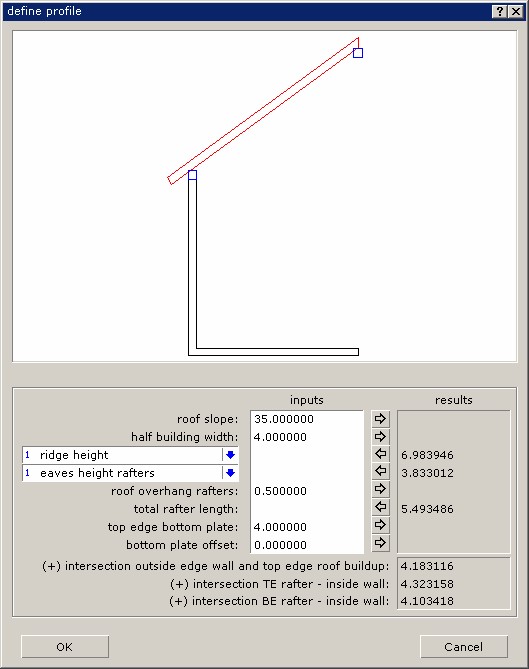 define profile
inputs results
roof slope: 35.000000
half building width: 4.000000
1 ridge height 6.983946
1 eaves height rafters 3.833012
roof overhang rafters: 0.500000
total rafter length: 5.493486
top edge bottom plate: 4.000000
bottom plate offset: 0.000000
(+) intersection outside edge wall and top edge roof buildup: 4.183116
(+) intersection TE rafter - inside wall: 4.323158
(+) intersection BE rafter - inside wall: 4.103418
OK Cancel